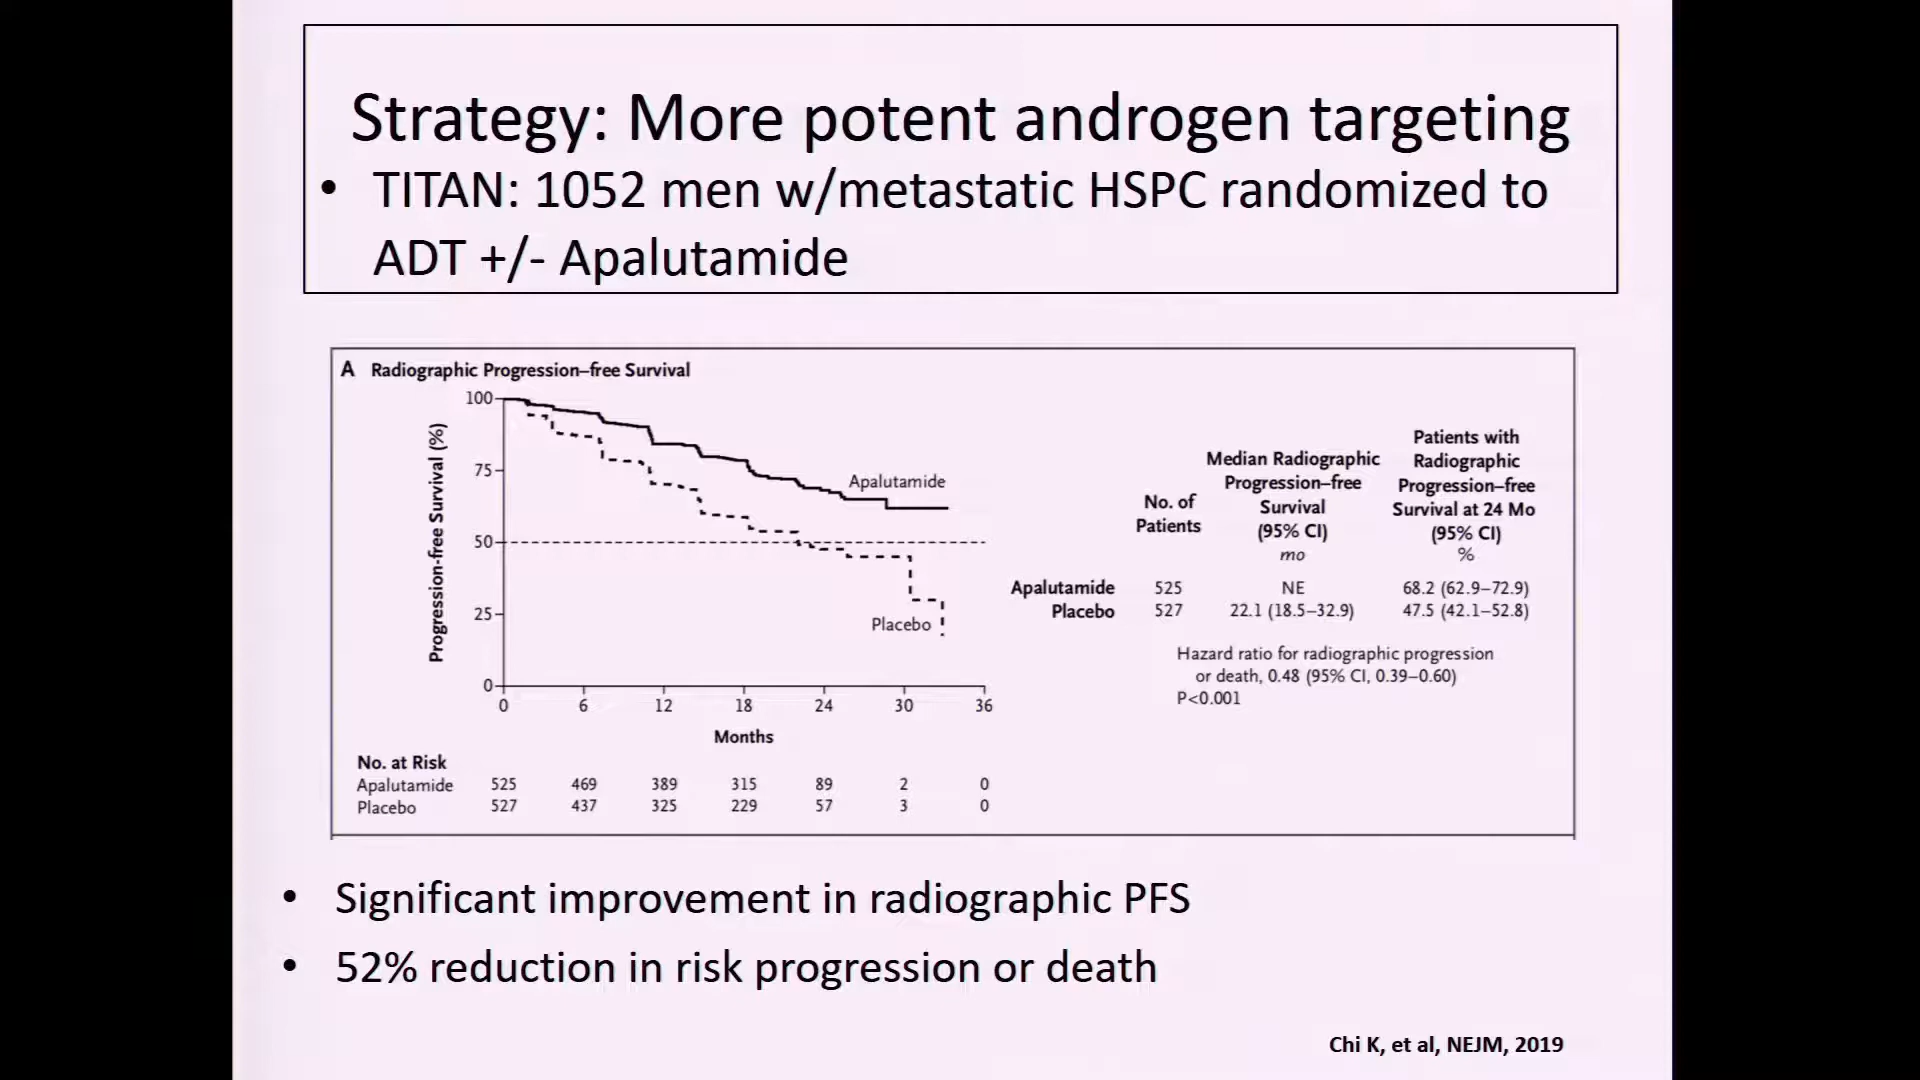 Strategy: More potent androgen targeting
• TITAN: 1052 men w/metastatic HSPC randomized to
ADT +/- Apalutamide
A Radiographic Progression–free Survival
Progression-free Survival (%)
100
75
50
25
0
Apalutamide
Placebo
0 6 12 18 24 30 36
Months
No. at Risk
Apalutamide 525 469 389 315 89 2 0
Placebo 527 437 325 229 57 3 0
No. of
Patients
Median Radiographic
Progression–free
Survival
(95% CI)
mo
Patients with
Radiographic
Progression–free
Survival at 24 Mo
(95% CI)
%
Apalutamide 525 NE 68.2 (62.9–72.9)
Placebo 527 22.1 (18.5–32.9) 47.5 (42.1–52.8)
Hazard ratio for radiographic progression
or death, 0.48 (95% CI, 0.39–0.60)
P<0.001
• Significant improvement in radiographic PFS
• 52% reduction in risk progression or death
Chi K, et al, NEJM, 2019